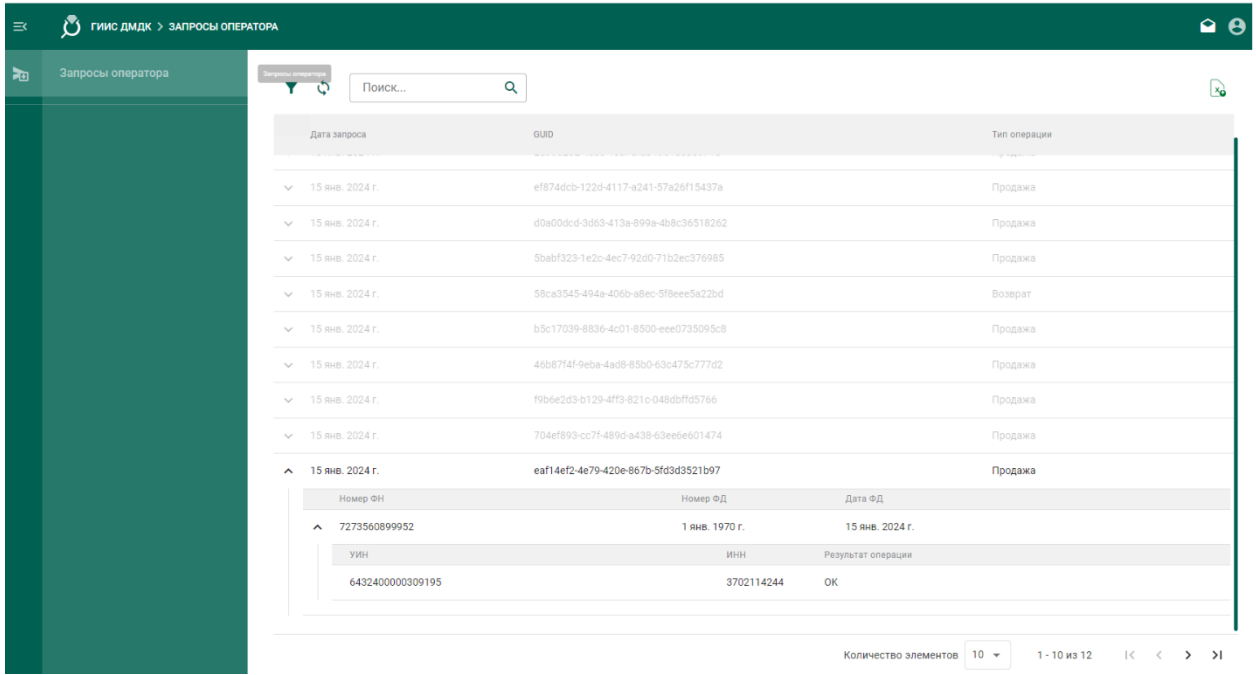 ГИИС ДМДК > ЗАПРОСЫ ОПЕРАТОРА
Запросы оператора
Запросы оператора
Поиск...
Дата запроса GUID Тип операции
15 янв. 2024 г. ef874dcb-122d-4117-a241-57a26f15437a Продажа
15 янв. 2024 г. d0a00dcd-3d63-413a-899a-4b8c36518262 Продажа
15 янв. 2024 г. 5babf323-1e2c-4ec7-92d0-71b2ec376985 Продажа
15 янв. 2024 г. 58ca3545-494a-406b-a8ec-5f8eee5a22bd Возврат
15 янв. 2024 г. b5c17039-8836-4c01-8500-eee0735095c8 Продажа
15 янв. 2024 г. 46b87f4f-9eba-4ad8-85b0-63c475c777d2 Продажа
15 янв. 2024 г. f9b6e2d3-b129-4ff3-821c-048dbffd5766 Продажа
15 янв. 2024 г. 704ef893-cc7f-489d-a438-63ee6e601474 Продажа
15 янв. 2024 г. eaf14ef2-4e79-420e-867b-5fd3d3521b97 Продажа
Номер ФН Номер ФД Дата ФД
7273560899952 1 янв. 1970 г. 15 янв. 2024 г.
УИН ИНН Результат операции
6432400000309195 3702114244 OK
Количество элементов 10 1 - 10 из 12